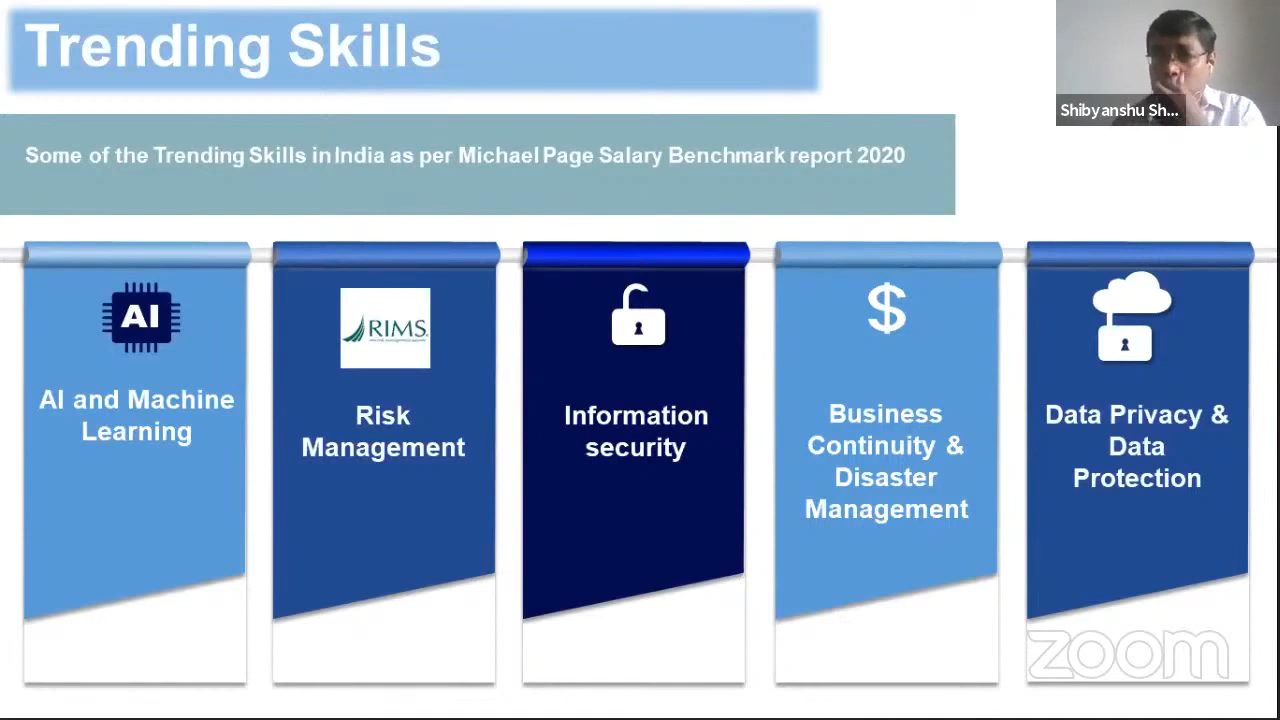 Trending Skills
Shibyanshu Sh...
Some of the Trending Skills in India as per Michael Page Salary Benchmark report 2020
AI
AI and Machine
Learning
RIMS
Risk
Management
Information
security
$
Business
Continuity &
Disaster
Management
Data Privacy &
Data
Protection
zoom